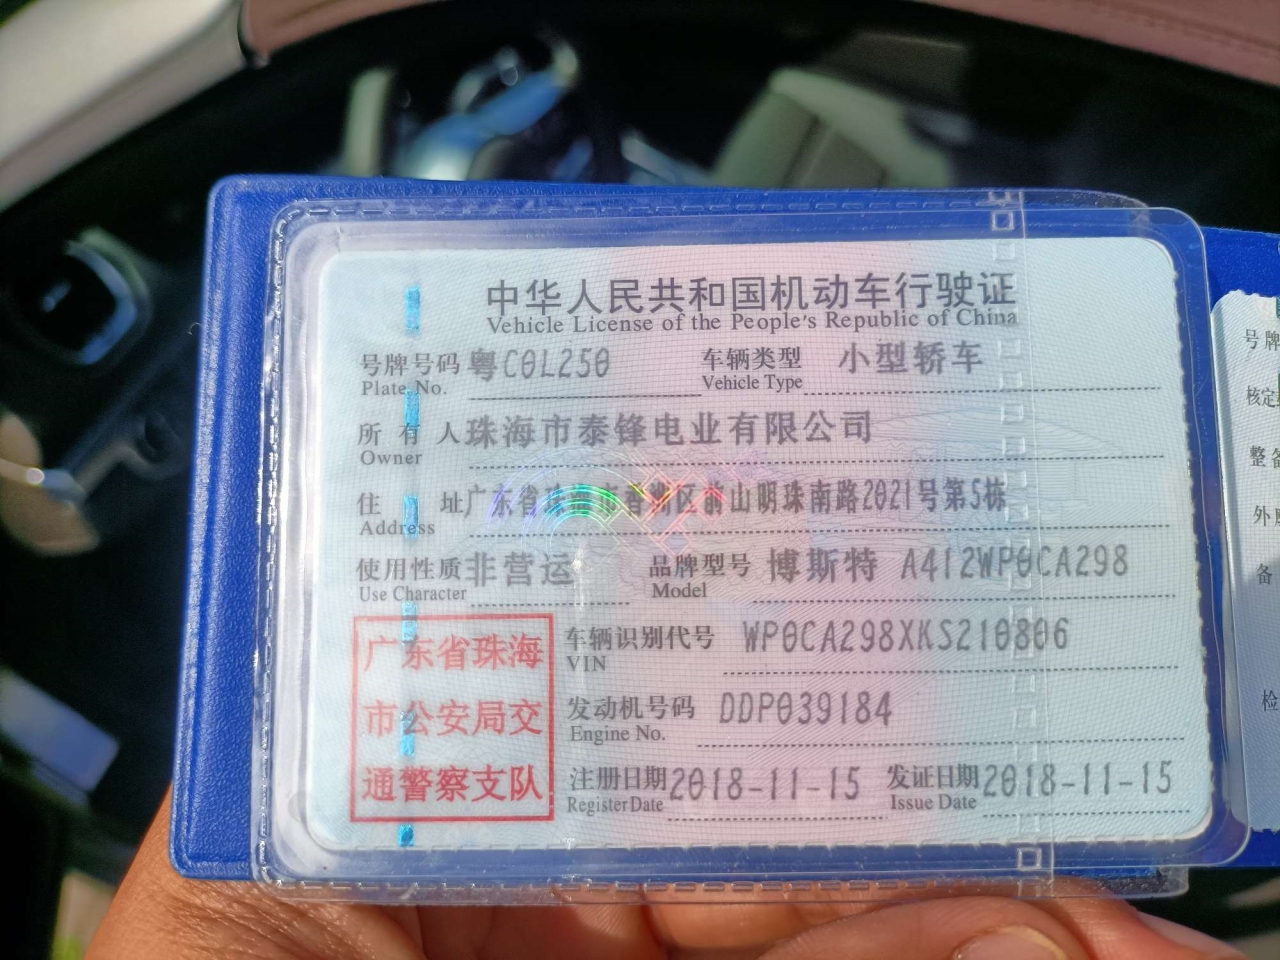 中华人民共和国机动车行驶证
Vehicle License of the People's Republic of China
号牌号码 粤C0L250 车辆类型 小型轿车
Plate No. Vehicle Type
所有人 珠海市泰锋电业有限公司
Owner
住址 广东省珠海市香洲区前山明珠南路2021号第5栋
Address
使用性质 非营运 品牌型号 博斯特 A412WP0CA298
Use Character Model
车辆识别代号 WP0CA298XKS210806
VIN
发动机号码 DDP039184
Engine No.
注册日期 2018-11-15 发证日期 2018-11-15
Register Date Issue Date
广东省珠海
市公安局交
通警察支队
号牌
核定
整备
外
备
检